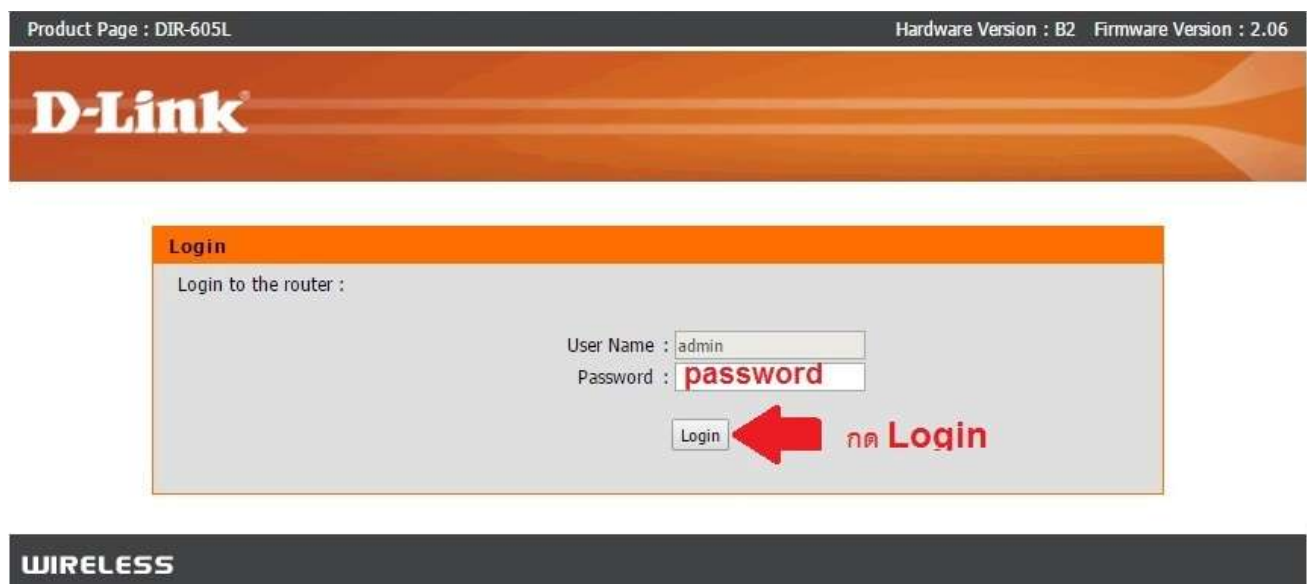 Product Page : DIR-605L Hardware Version : B2 Firmware Version : 2.06
D-Link
Login
Login to the router :
User Name : admin
Password : password
Login กด Login
WIRELESS